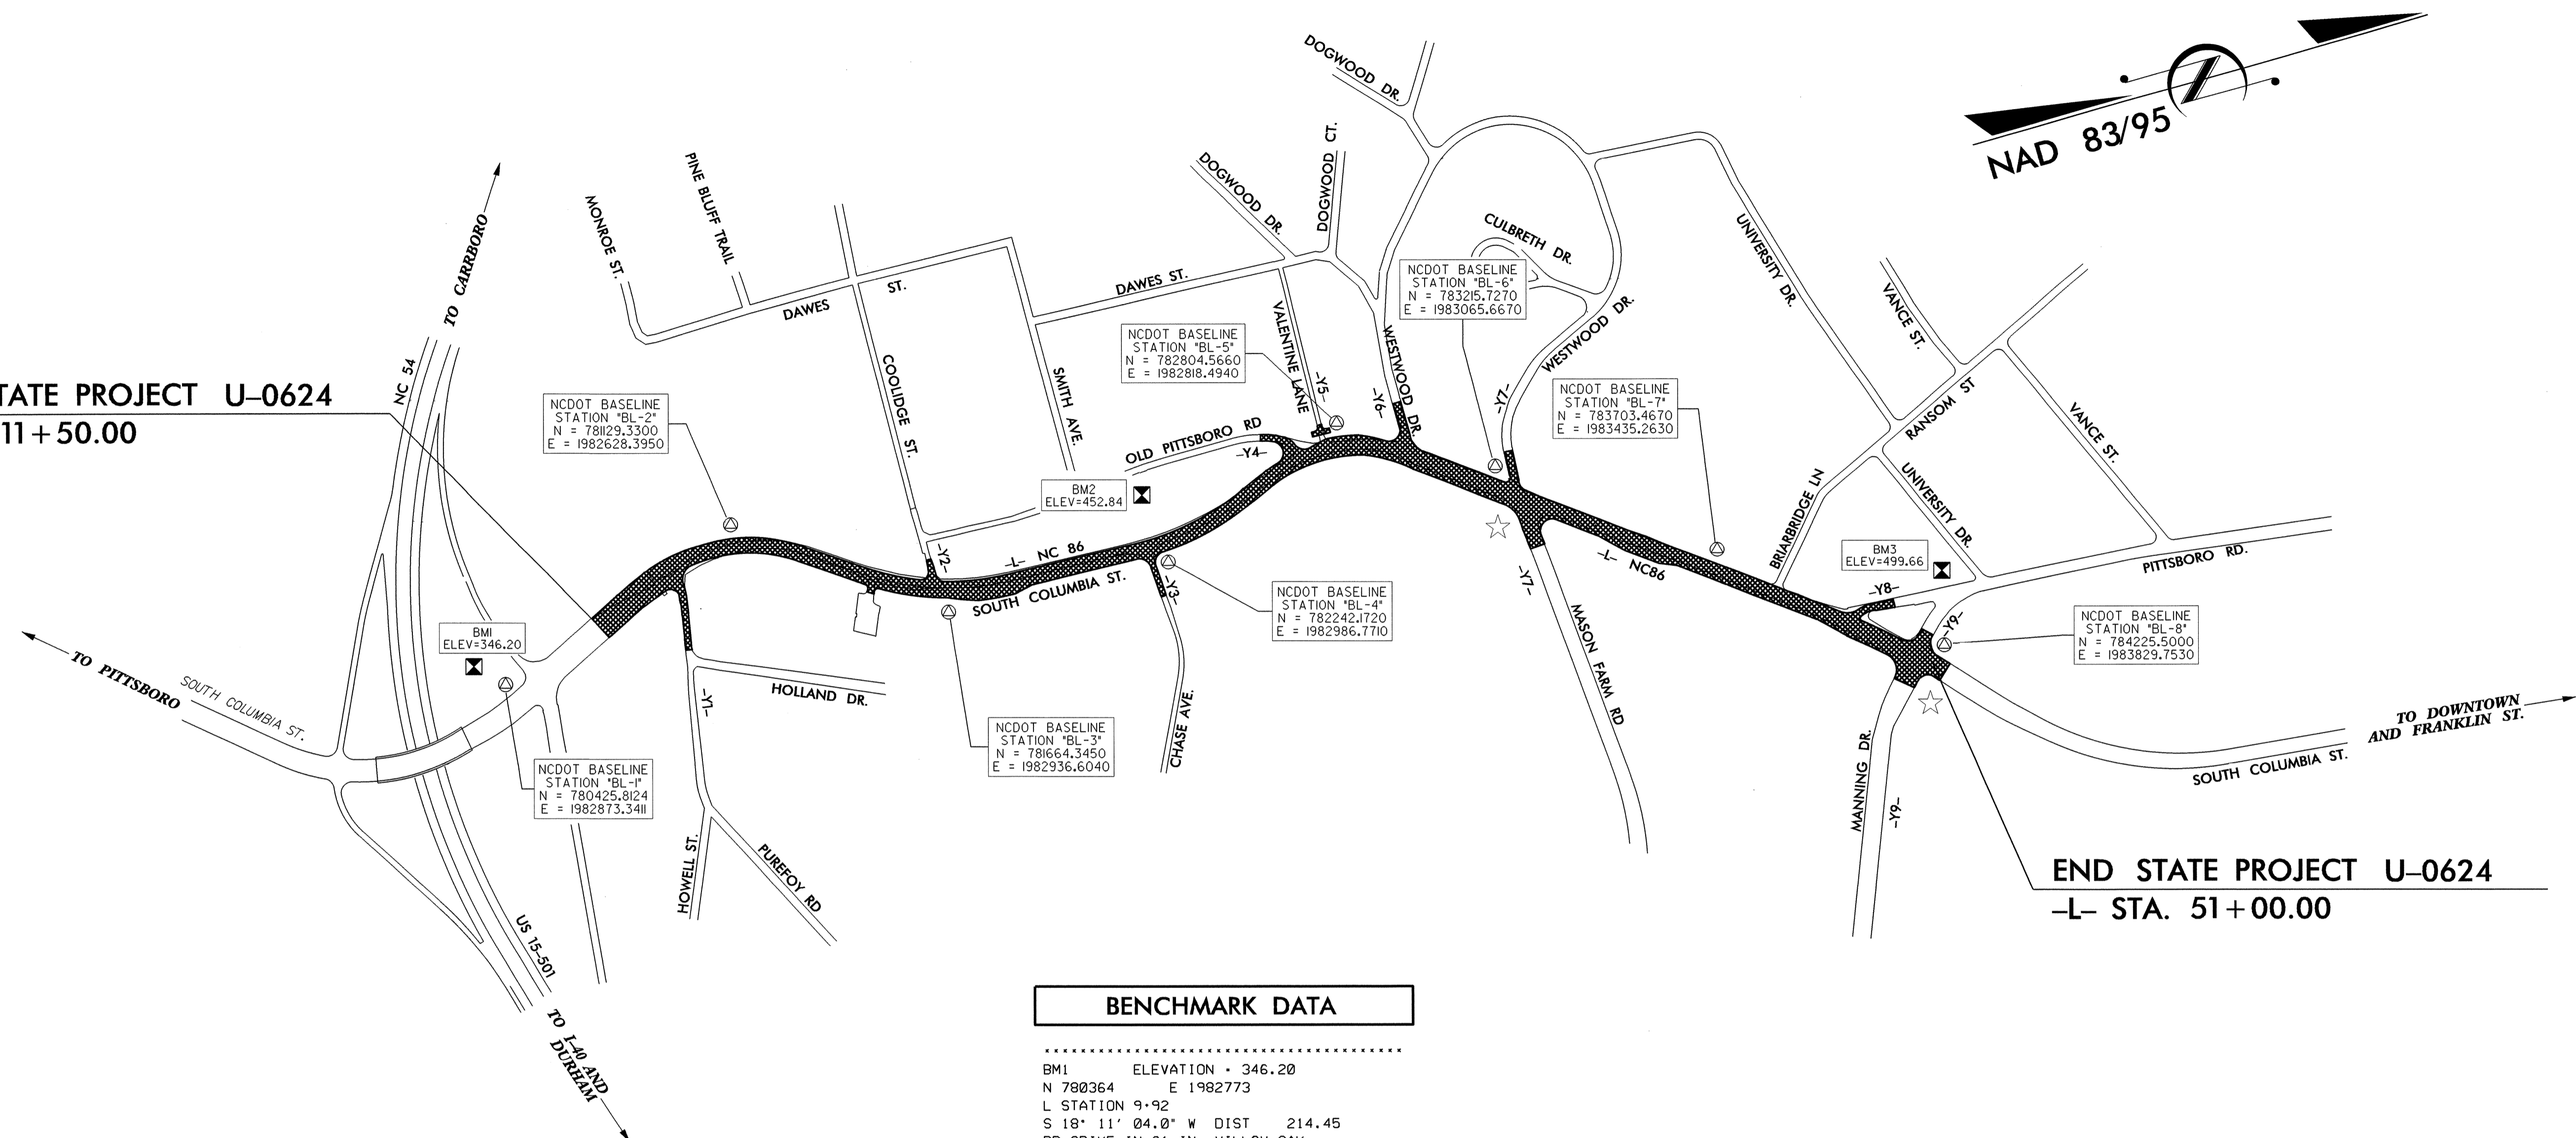 NAD 83/95
DOGWOOD DR.
DOGWOOD CT.
DOGWOOD DR.
PINE BLUFF TRAIL
MONROE ST.
TO CARRBORO
NC 54
CULBRETH DR.
UNIVERSITY DR.
DAWES ST.
DAWES ST.
NCDOT BASELINE
STATION "BL-6"
N = 783215.7270
E = 1983065.6670
VANCE ST.
VALENTINE LANE
WESTWOOD DR.
WESTWOOD DR.
NCDOT BASELINE
STATION "BL-5"
N = 782804.5660
E = 1982818.4940
COOLIDGE ST.
SMITH AVE.
-Y5-
-Y6-
-Y7-
TATE PROJECT U-0624
11+50.00
NCDOT BASELINE
STATION "BL-2"
N = 781129.3300
E = 1982628.3950
NCDOT BASELINE
STATION "BL-7"
N = 783703.4670
E = 1983435.2630
RANSOM ST
VANCE ST.
OLD PITTSBORO RD
-Y4-
BM2
ELEV=452.84
BRIARBRIDGE LN
UNIVERSITY DR.
-Y2-
-L- NC 86
-L- NC86
BM3
ELEV=499.66
PITTSBORO RD.
SOUTH COLUMBIA ST.
-Y3-
-Y7-
-Y8-
-Y9-
NCDOT BASELINE
STATION "BL-4"
N = 782242.1720
E = 1982986.7710
MASON FARM RD
NCDOT BASELINE
STATION "BL-8"
N = 784225.5000
E = 1983829.7530
BM1
ELEV=346.20
TO PITTSBORO
SOUTH COLUMBIA ST.
-Y1-
HOLLAND DR.
CHASE AVE.
NCDOT BASELINE
STATION "BL-3"
N = 781664.3450
E = 1982936.6040
TO DOWNTOWN
AND FRANKLIN ST.
SOUTH COLUMBIA ST.
NCDOT BASELINE
STATION "BL-1"
N = 780425.8124
E = 1982873.3411
MANNING DR.
-Y9-
HOWELL ST.
PUREFOY RD
END STATE PROJECT U-0624
-L- STA. 51+00.00
US 15-501
TO I-40 AND
DURHAM
BENCHMARK DATA
BM1 ELEVATION = 346.20
N 780364 E 1982773
L STATION 9+92
S 18° 11' 04.0" W DIST 214.45